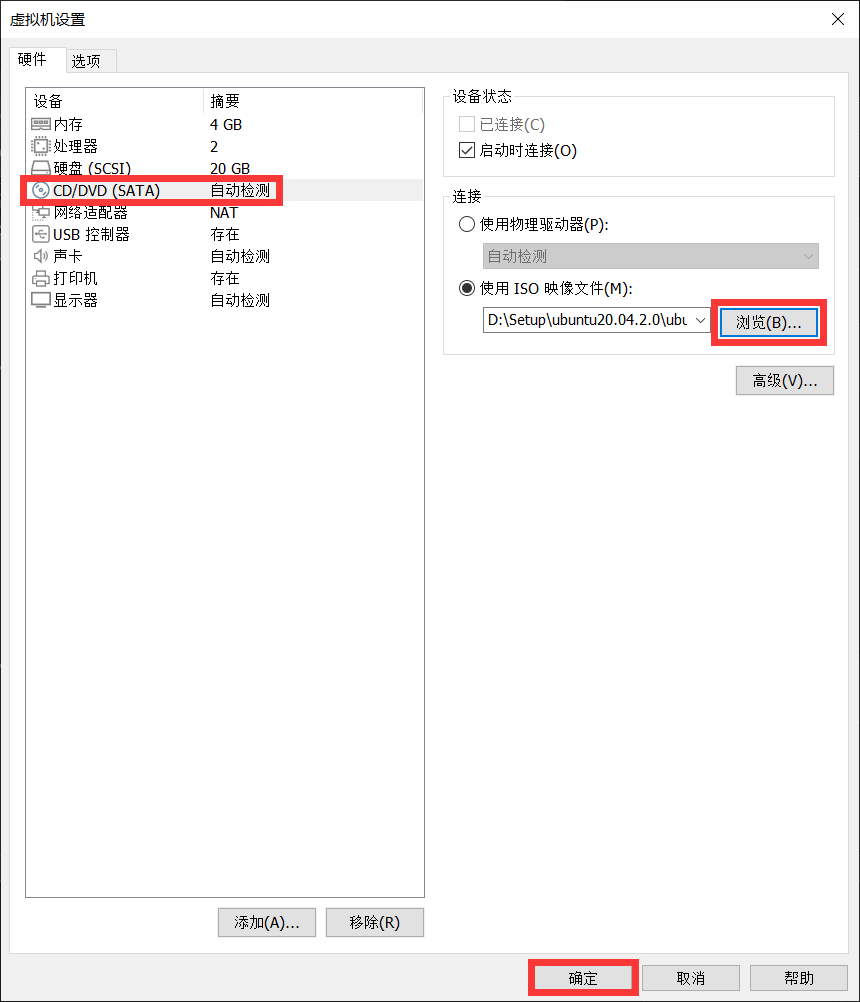 虚拟机设置
硬件 选项
设备 摘要
内存 4 GB
处理器 2
硬盘 (SCSI) 20 GB
CD/DVD (SATA) 自动检测
网络适配器 NAT
USB 控制器 存在
声卡 自动检测
打印机 存在
显示器 自动检测
添加(A)... 移除(R)
设备状态
已连接(C)
启动时连接(O)
连接
使用物理驱动器(P):
自动检测
使用 ISO 映像文件(M):
D:\Setup\ubuntu20.04.2.0\ubu 浏览(B)...
高级(V)...
确定 取消 帮助